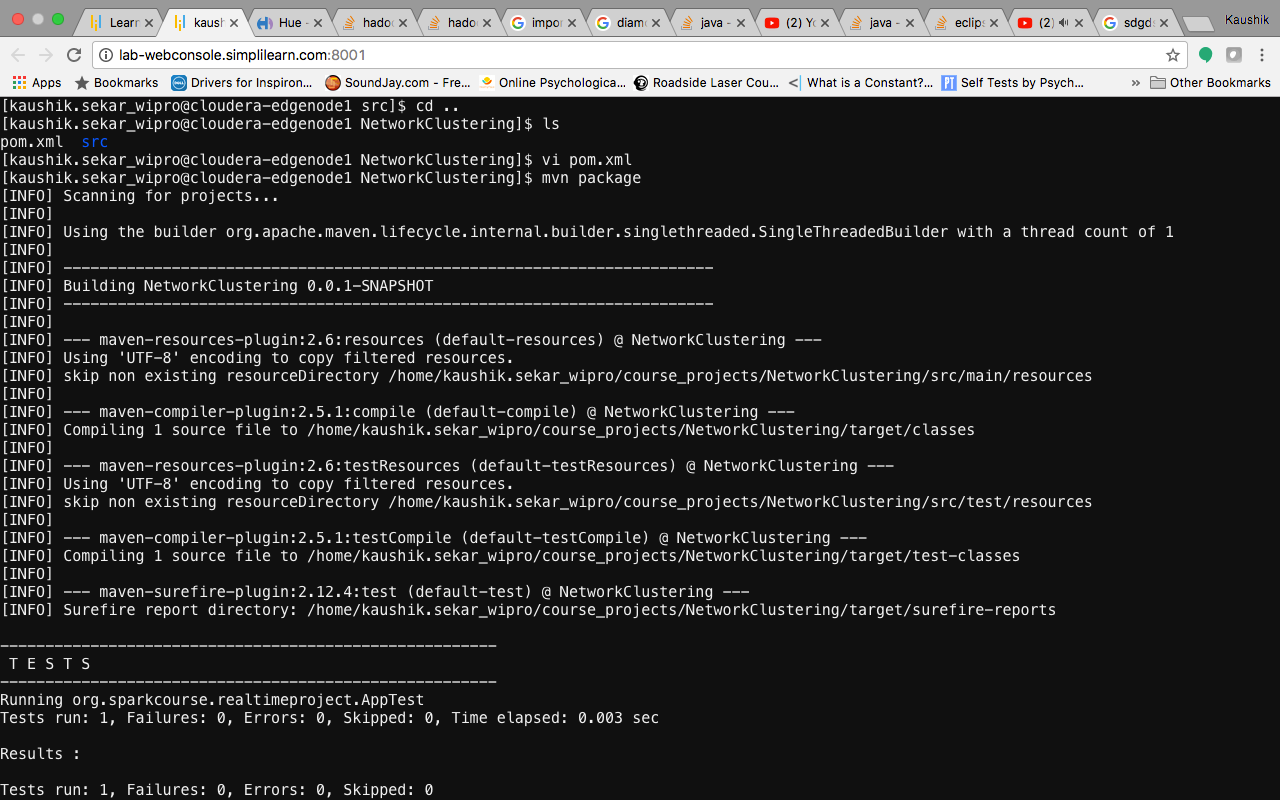 Learn
kaush
Hue -
hadoo
hadoo
impor
diamo
java -
(2) Yo
java -
eclips
(2)
sdgds
Kaushik
lab-webconsole.simplilearn.com:8001
Apps
Bookmarks
Drivers for Inspiron...
SoundJay.com - Fre...
Online Psychologica...
Roadside Laser Cou...
What is a Constant?...
Self Tests by Psych...
»
Other Bookmarks
[kaushik.sekar_wipro@cloudera-edgenode1 src]$ cd ..
[kaushik.sekar_wipro@cloudera-edgenode1 NetworkClustering]$ ls
pom.xml  src
[kaushik.sekar_wipro@cloudera-edgenode1 NetworkClustering]$ vi pom.xml
[kaushik.sekar_wipro@cloudera-edgenode1 NetworkClustering]$ mvn package
[INFO] Scanning for projects...
[INFO]
[INFO] Using the builder org.apache.maven.lifecycle.internal.builder.singlethreaded.SingleThreadedBuilder with a thread count of 1
[INFO]
[INFO] ------------------------------------------------------------------------
[INFO] Building NetworkClustering 0.0.1-SNAPSHOT
[INFO] ------------------------------------------------------------------------
[INFO]
[INFO] --- maven-resources-plugin:2.6:resources (default-resources) @ NetworkClustering ---
[INFO] Using 'UTF-8' encoding to copy filtered resources.
[INFO] skip non existing resourceDirectory /home/kaushik.sekar_wipro/course_projects/NetworkClustering/src/main/resources
[INFO]
[INFO] --- maven-compiler-plugin:2.5.1:compile (default-compile) @ NetworkClustering ---
[INFO] Compiling 1 source file to /home/kaushik.sekar_wipro/course_projects/NetworkClustering/target/classes
[INFO]
[INFO] --- maven-resources-plugin:2.6:testResources (default-testResources) @ NetworkClustering ---
[INFO] Using 'UTF-8' encoding to copy filtered resources.
[INFO] skip non existing resourceDirectory /home/kaushik.sekar_wipro/course_projects/NetworkClustering/src/test/resources
[INFO]
[INFO] --- maven-compiler-plugin:2.5.1:testCompile (default-testCompile) @ NetworkClustering ---
[INFO] Compiling 1 source file to /home/kaushik.sekar_wipro/course_projects/NetworkClustering/target/test-classes
[INFO]
[INFO] --- maven-surefire-plugin:2.12.4:test (default-test) @ NetworkClustering ---
[INFO] Surefire report directory: /home/kaushik.sekar_wipro/course_projects/NetworkClustering/target/surefire-reports
-------------------------------------------------------
T E S T S
-------------------------------------------------------
Running org.sparkcourse.realtimeproject.AppTest
Tests run: 1, Failures: 0, Errors: 0, Skipped: 0, Time elapsed: 0.003 sec
Results :
Tests run: 1, Failures: 0, Errors: 0, Skipped: 0